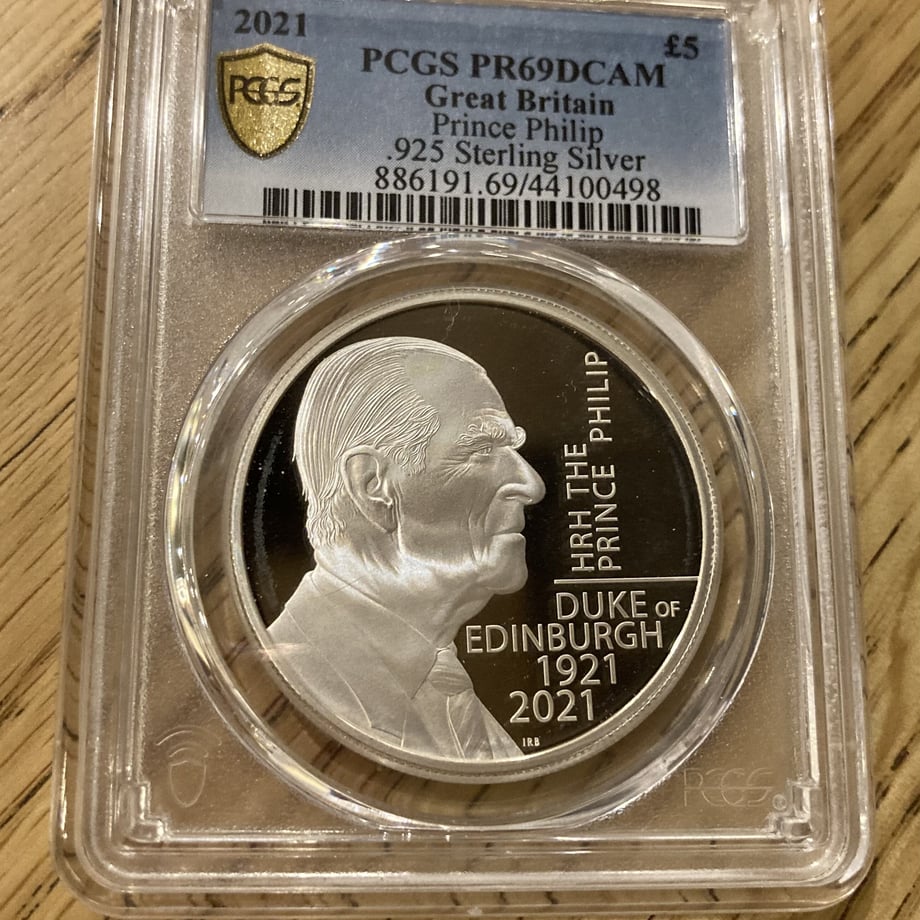 2021
£5
PCGS
PCGS PR69DCAM
Great Britain
Prince Philip
.925 Sterling Silver
886191.69/44100498
HRH THE
PRINCE PHILIP
DUKE OF
EDINBURGH
1921
2021
IRB
PCGS